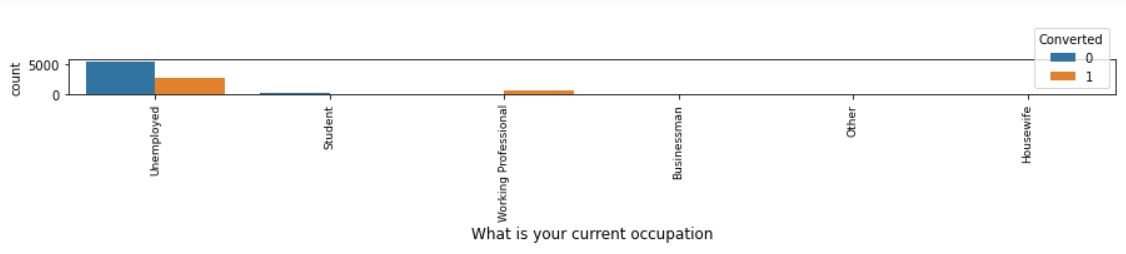 Converted
0
1
count
5000
0
Unemployed
Student
Working Professional
Businessman
Other
Housewife
What is your current occupation